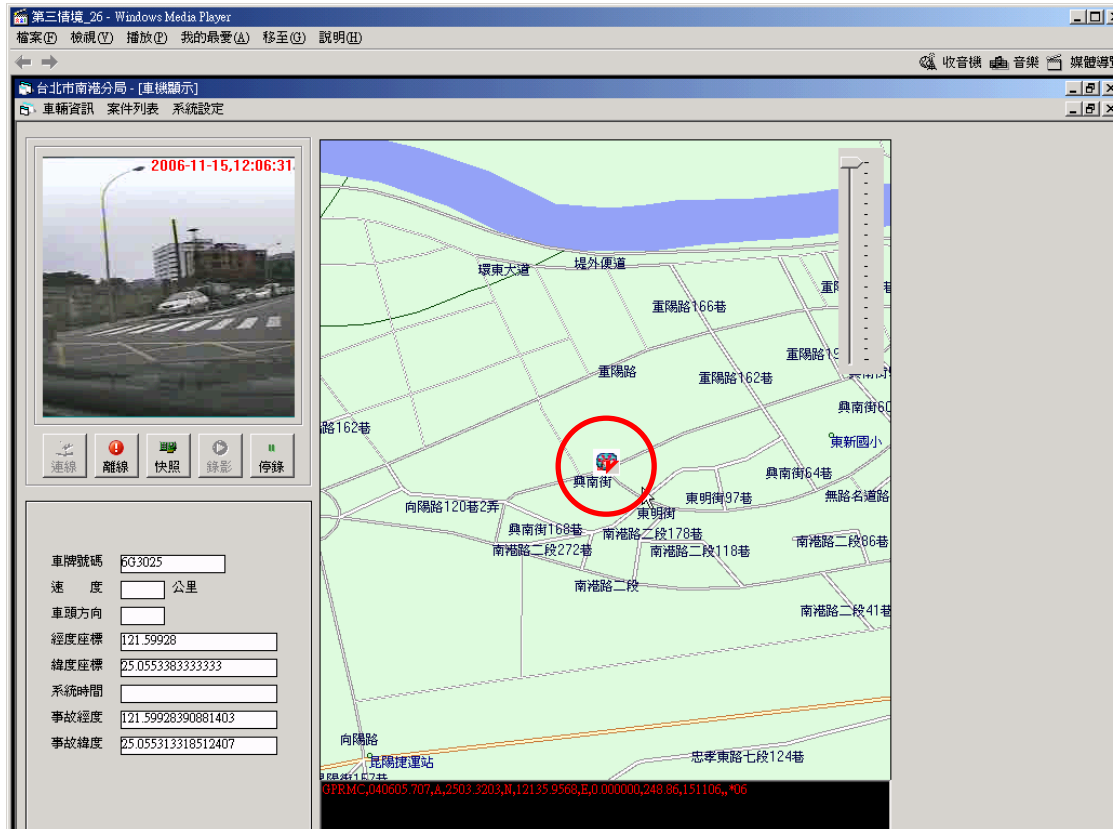 第三情境_26 - Windows Media Player
檔案(F) 檢視(V) 播放(P) 我的最愛(A) 移至(G) 說明(H)
收音機 音樂 媒體導
台北市南港分局 - [車機顯示]
車輛資訊 案件列表 系統設定
2006-11-15,12:06:31
連線 離線 快照 錄影 停錄
車牌號碼 6G3025
速 度 公里
車頭方向
經度座標 121.59928
緯度座標 25.0553383333333
系統時間
事故經度 121.59928390881403
事故緯度 25.055313318512407
環東大道
堤外便道
重陽路166巷
重陽路
重陽路162巷
路162巷
興南街60
東新國小
興南街64巷
興南街
東明街97巷
無路名道路
向陽路120巷2弄
東明街
興南街168巷
南港路二段178巷
南港路二段86巷
南港路二段272巷
南港路二段118巷
南港路二段
南港路二段41巷
向陽路
昆陽捷運站
忠孝東路七段124巷
GPRMC,040605.707,A,2503.3203,N,12135.9568,E,0.000000,248.86,151106,,*06